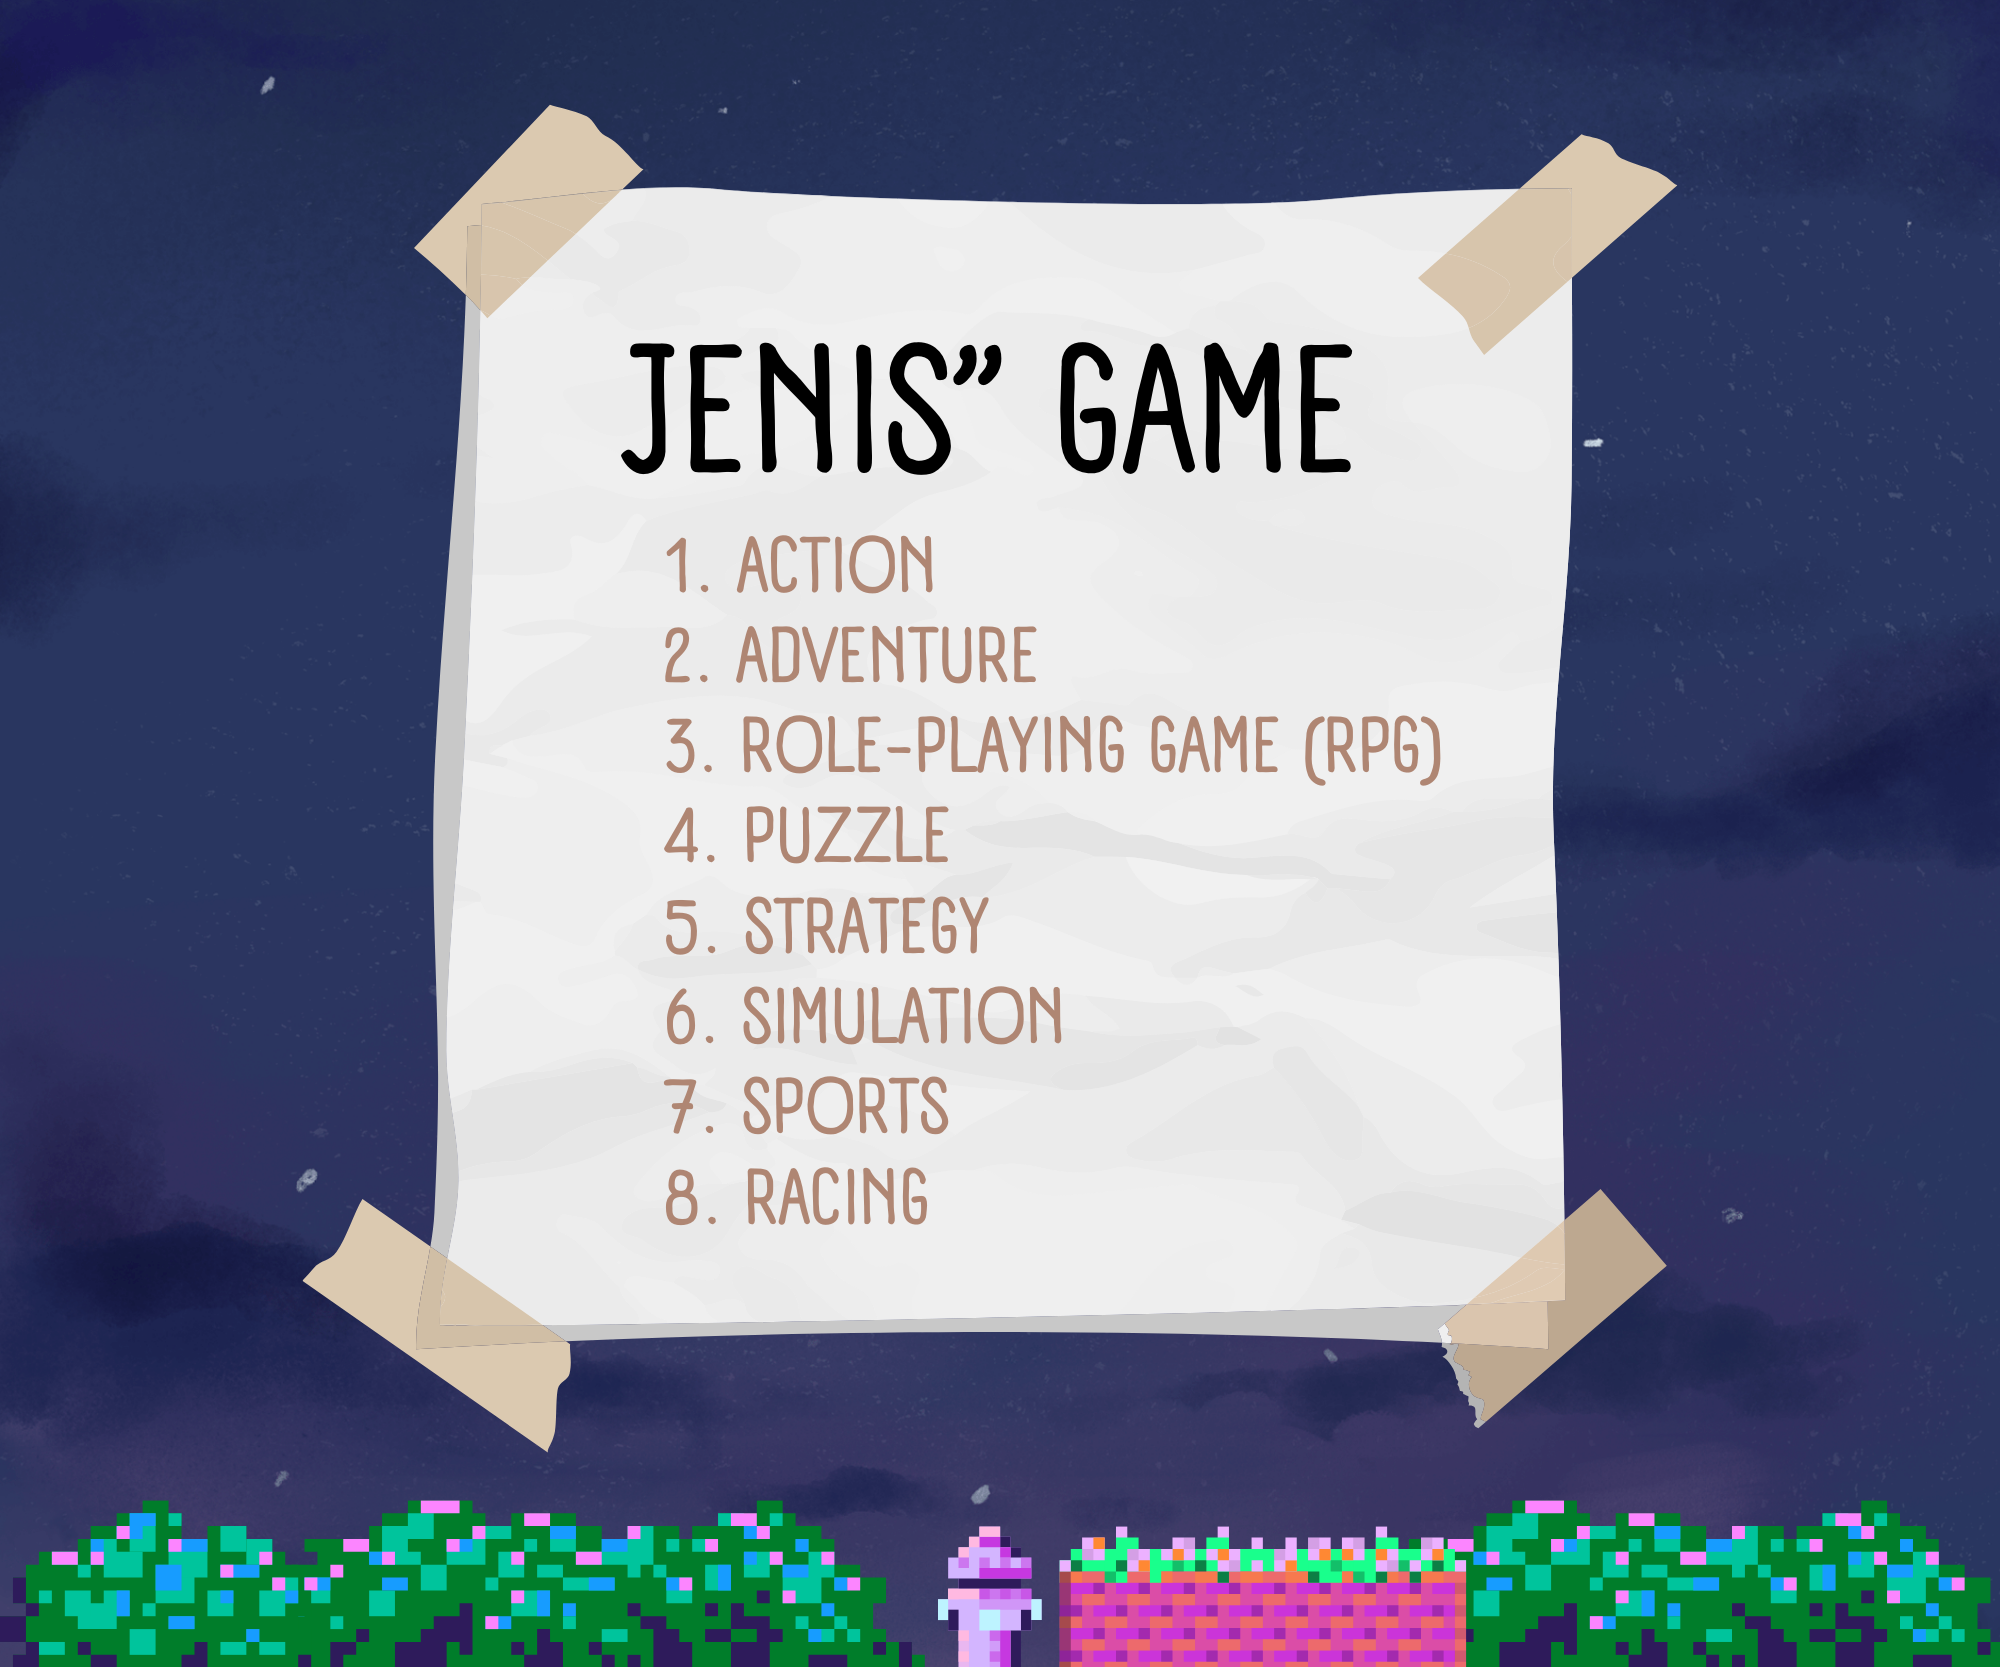 JENIS” GAME
1. ACTION
2. ADVENTURE
3. ROLE-PLAYING GAME (RPG)
4. PUZZLE
5. STRATEGY
6. SIMULATION
7. SPORTS
8. RACING